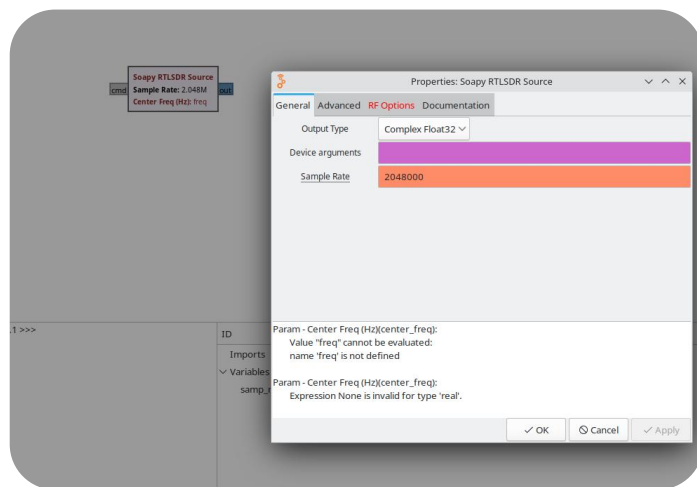 Soapy RTLSDR Source
cmd Sample Rate: 2.048M out
Center Freq (Hz): freq
Properties: Soapy RTLSDR Source
General Advanced RF Options Documentation
Output Type Complex Float32
Device arguments
Sample Rate 2048000
.1 >>>
ID
Imports
Variables
samp_r
Param - Center Freq (Hz)(center_freq):
Value "freq" cannot be evaluated:
name 'freq' is not defined
Param - Center Freq (Hz)(center_freq):
Expression None is invalid for type 'real'.
OK Cancel Apply